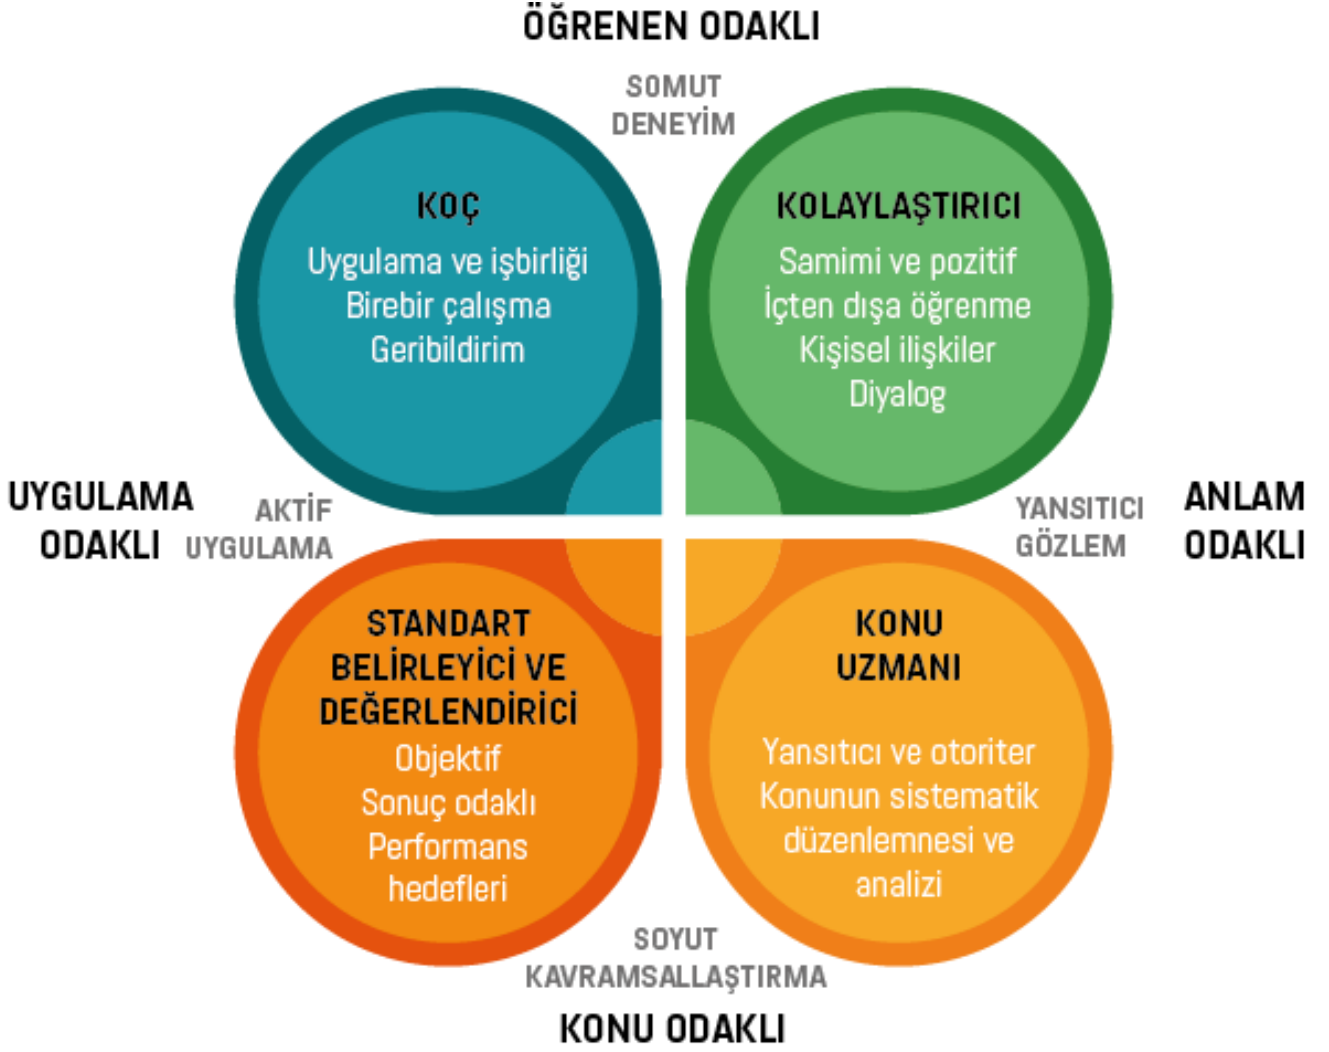 ÖĞRENEN ODAKLI
SOMUT
DENEYİM
KOÇ
Uygulama ve işbirliği
Birebir çalışma
Geribildirim
KOLAYLAŞTIRICI
Samimi ve pozitif
İçten dışa öğrenme
Kişisel ilişkiler
Diyalog
UYGULAMA
ODAKLI
AKTİF
UYGULAMA
YANSITICI
GÖZLEM
ANLAM
ODAKLI
STANDART
BELİRLEYİCİ VE
DEĞERLENDİRİCİ
Objektif
Sonuç odaklı
Performans
hedefleri
KONU
UZMANI
Yansıtıcı ve otoriter
Konunun sistematik
düzenlemnesi ve
analizi
SOYUT
KAVRAMSALLAŞTIRMA
KONU ODAKLI